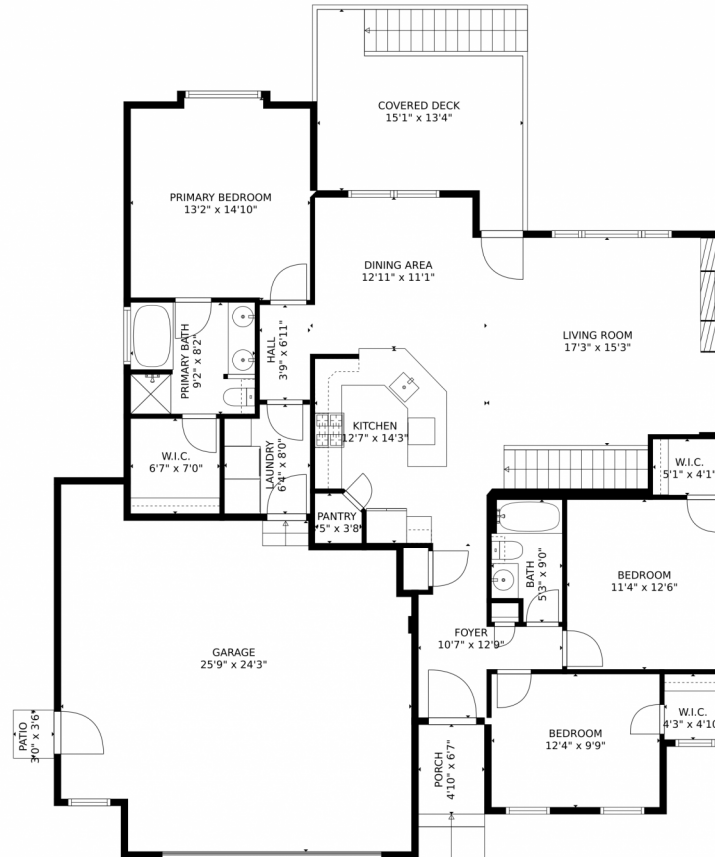 COVERED DECK
15'1" x 13'4"
PRIMARY BEDROOM
13'2" x 14'10"
DINING AREA
12'11" x 11'1"
LIVING ROOM
17'3" x 15'3"
PRIMARY BATH
9'2" x 8'2"
HALL
3'9" x 6'11"
KITCHEN
12'7" x 14'3"
W.I.C.
6'7" x 7'0"
LAUNDRY
6'4" x 8'0"
W.I.C.
5'1" x 4'1"
PANTRY
5" x 3'8
BATH
5'3" x 9'0"
BEDROOM
11'4" x 12'6"
FOYER
10'7" x 12'9"
GARAGE
25'9" x 24'3"
PATIO
3'0" x 3'6"
PORCH
4'10" x 6'7"
BEDROOM
12'4" x 9'9"
W.I.C.
4'3" x 4'10